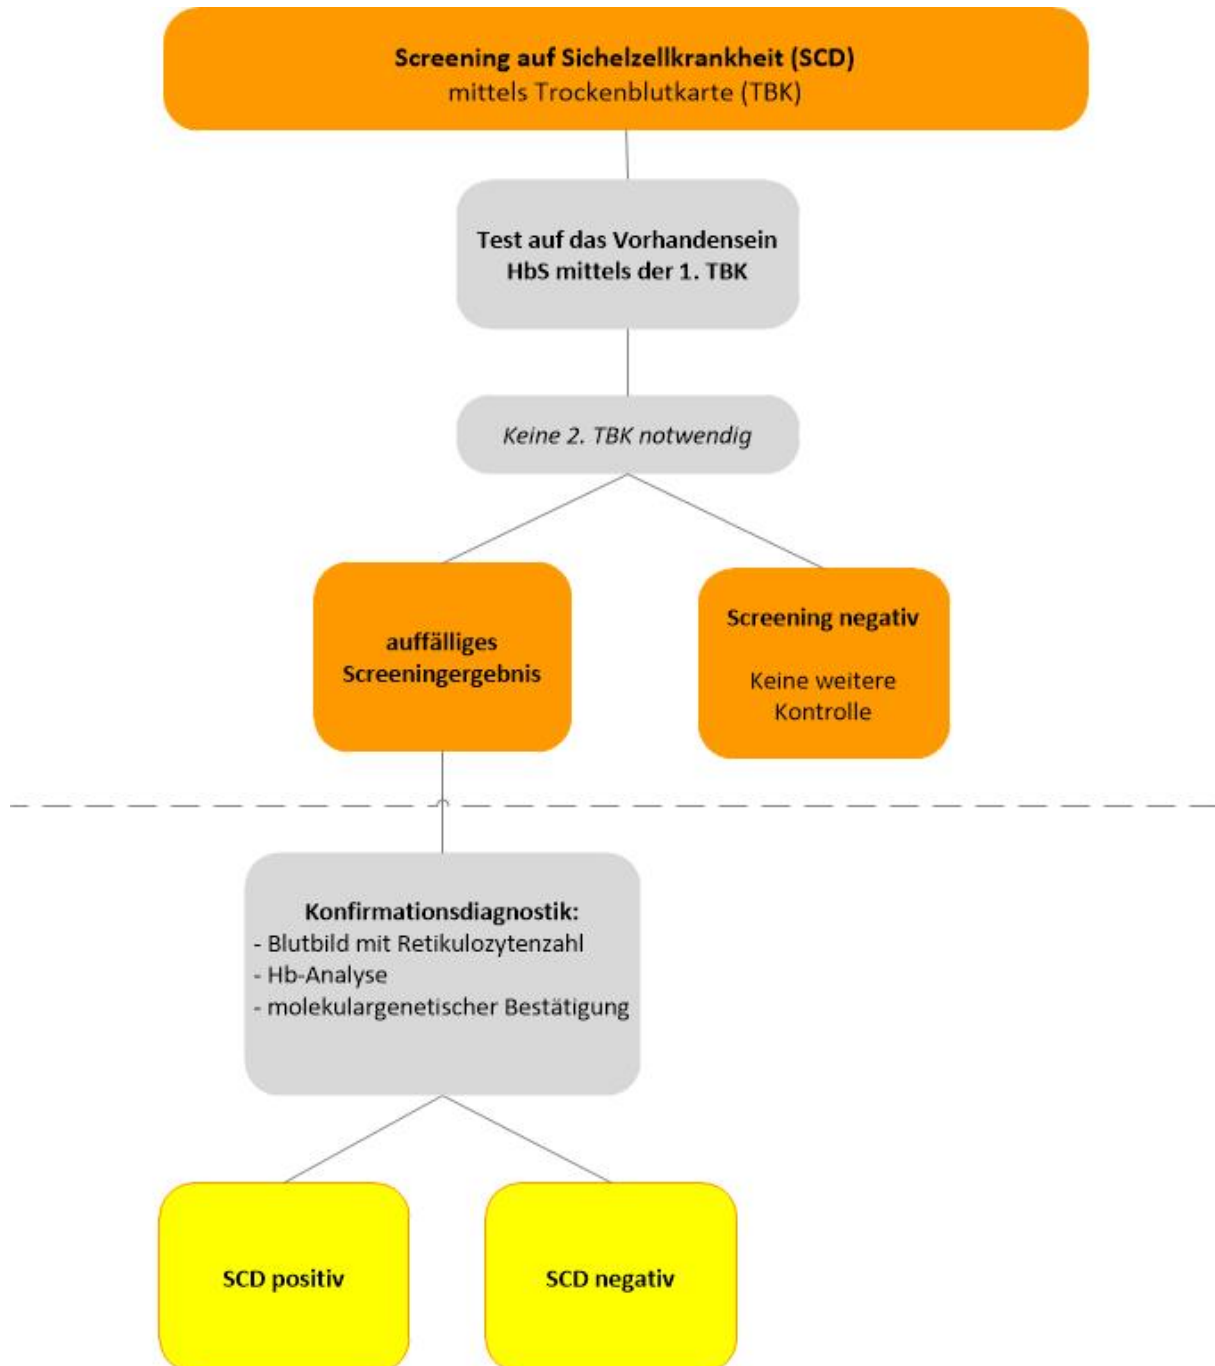 Screening auf Sichelzellkrankheit (SCD)
mittels Trockenblutkarte (TBK)
Test auf das Vorhandensein
HbS mittels der 1. TBK
Keine 2. TBK notwendig
auffälliges
Screeningergebnis
Screening negativ
Keine weitere
Kontrolle
Konfirmationsdiagnostik:
- Blutbild mit Retikulozytenzahl
- Hb-Analyse
- molekulargenetischer Bestätigung
SCD positiv
SCD negativ